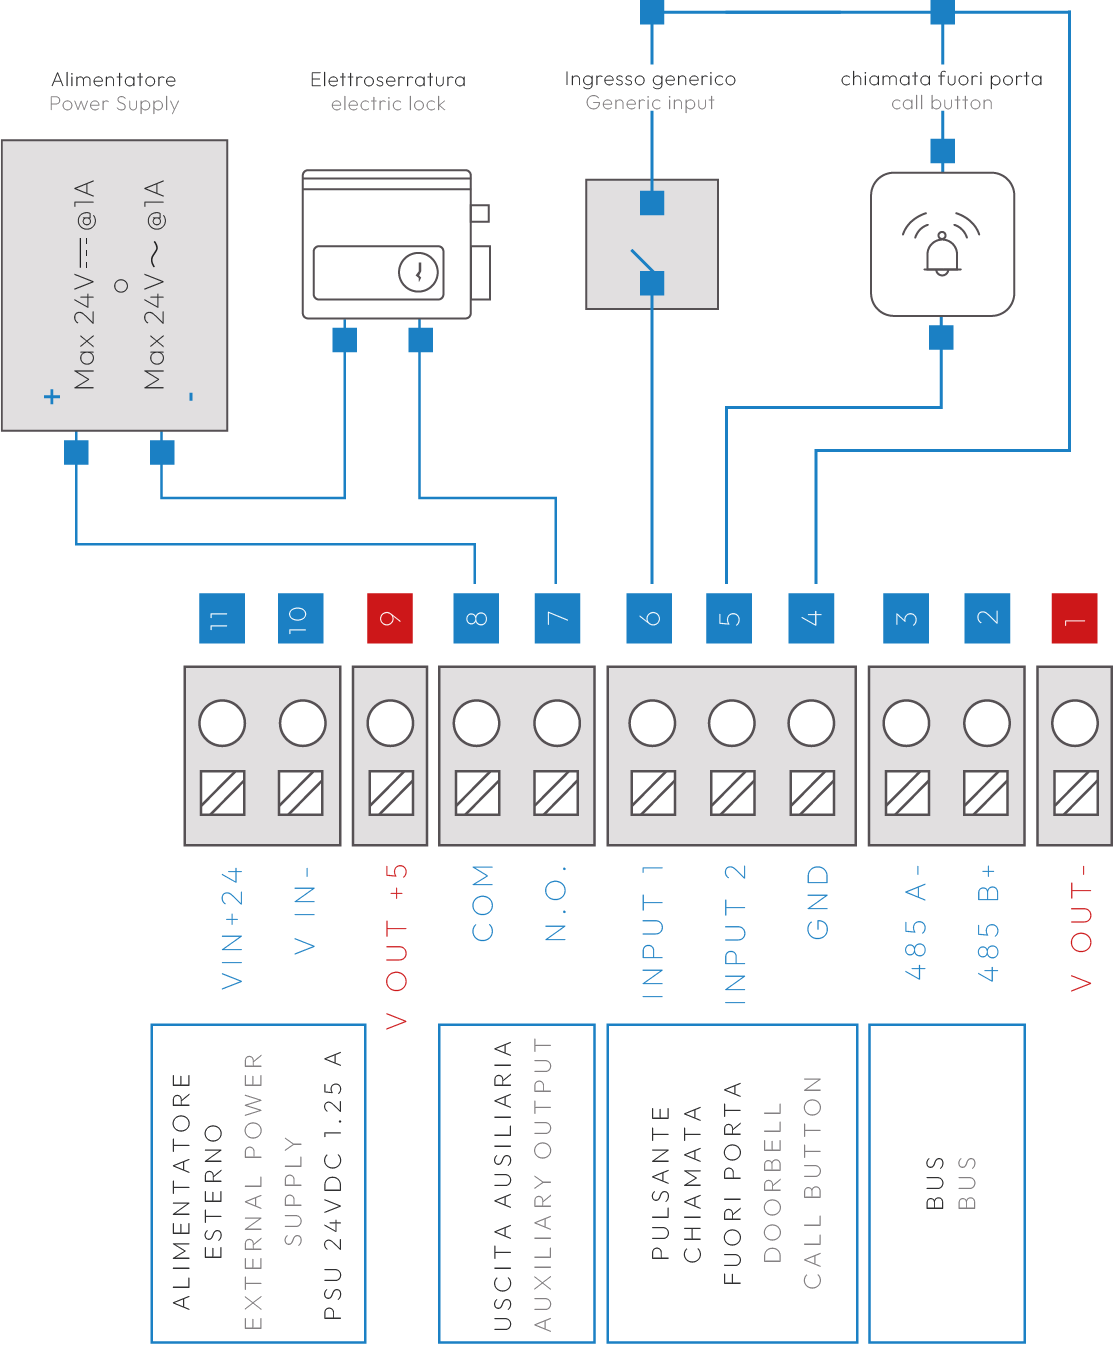 Alimentatore
Power Supply
Elettroserratura
electric lock
Ingresso generico
Generic input
chiamata fuori porta
call button
Max 24V⎓@1A
o
Max 24V~@1A
+
-
11
10
9
8
7
6
5
4
3
2
1
VIN+24
V IN-
V OUT +5
COM
N.O.
INPUT 1
INPUT 2
GND
485 A-
485 B+
V OUT-
ALIMENTATORE
ESTERNO
EXTERNAL POWER
SUPPLY
PSU 24VDC 1.25 A
USCITA AUSILIARIA
AUXILIARY OUTPUT
PULSANTE
CHIAMATA
FUORI PORTA
DOORBELL
CALL BUTTON
BUS
BUS